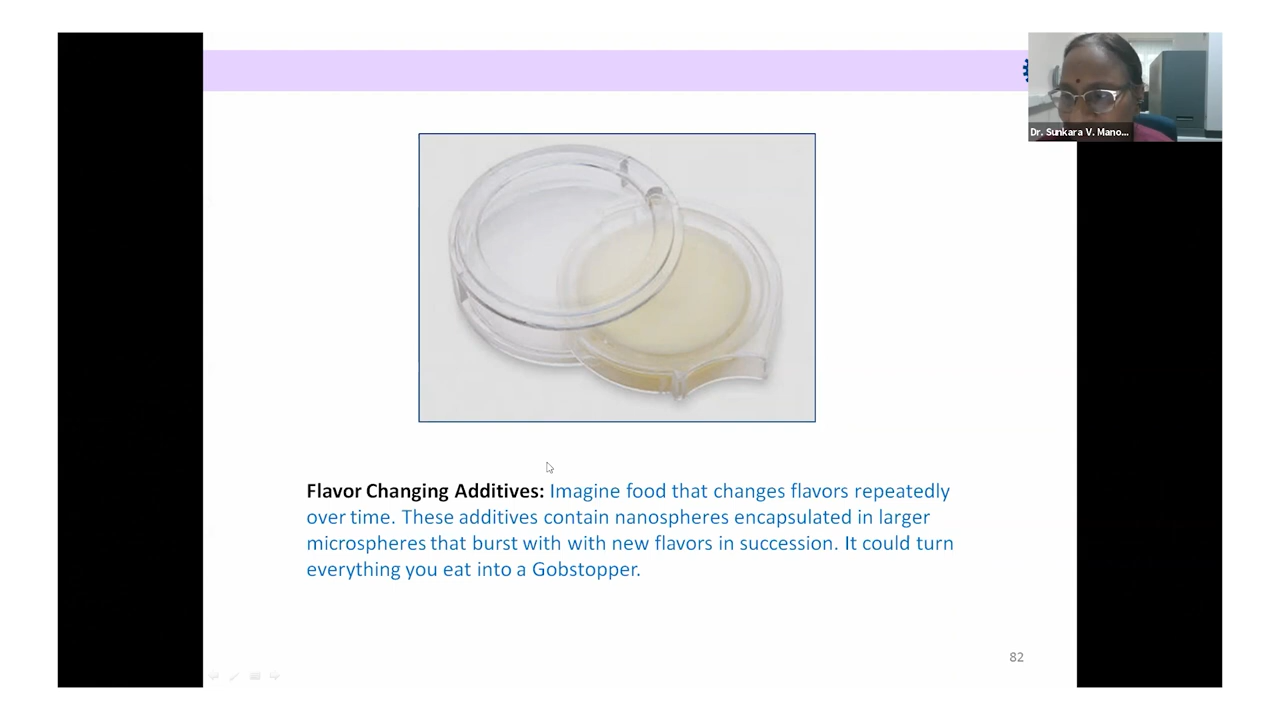 Dr. Sunkara V. Mano...
Flavor Changing Additives: Imagine food that changes flavors repeatedly
over time. These additives contain nanospheres encapsulated in larger
microspheres that burst with with new flavors in succession. It could turn
everything you eat into a Gobstopper.
82